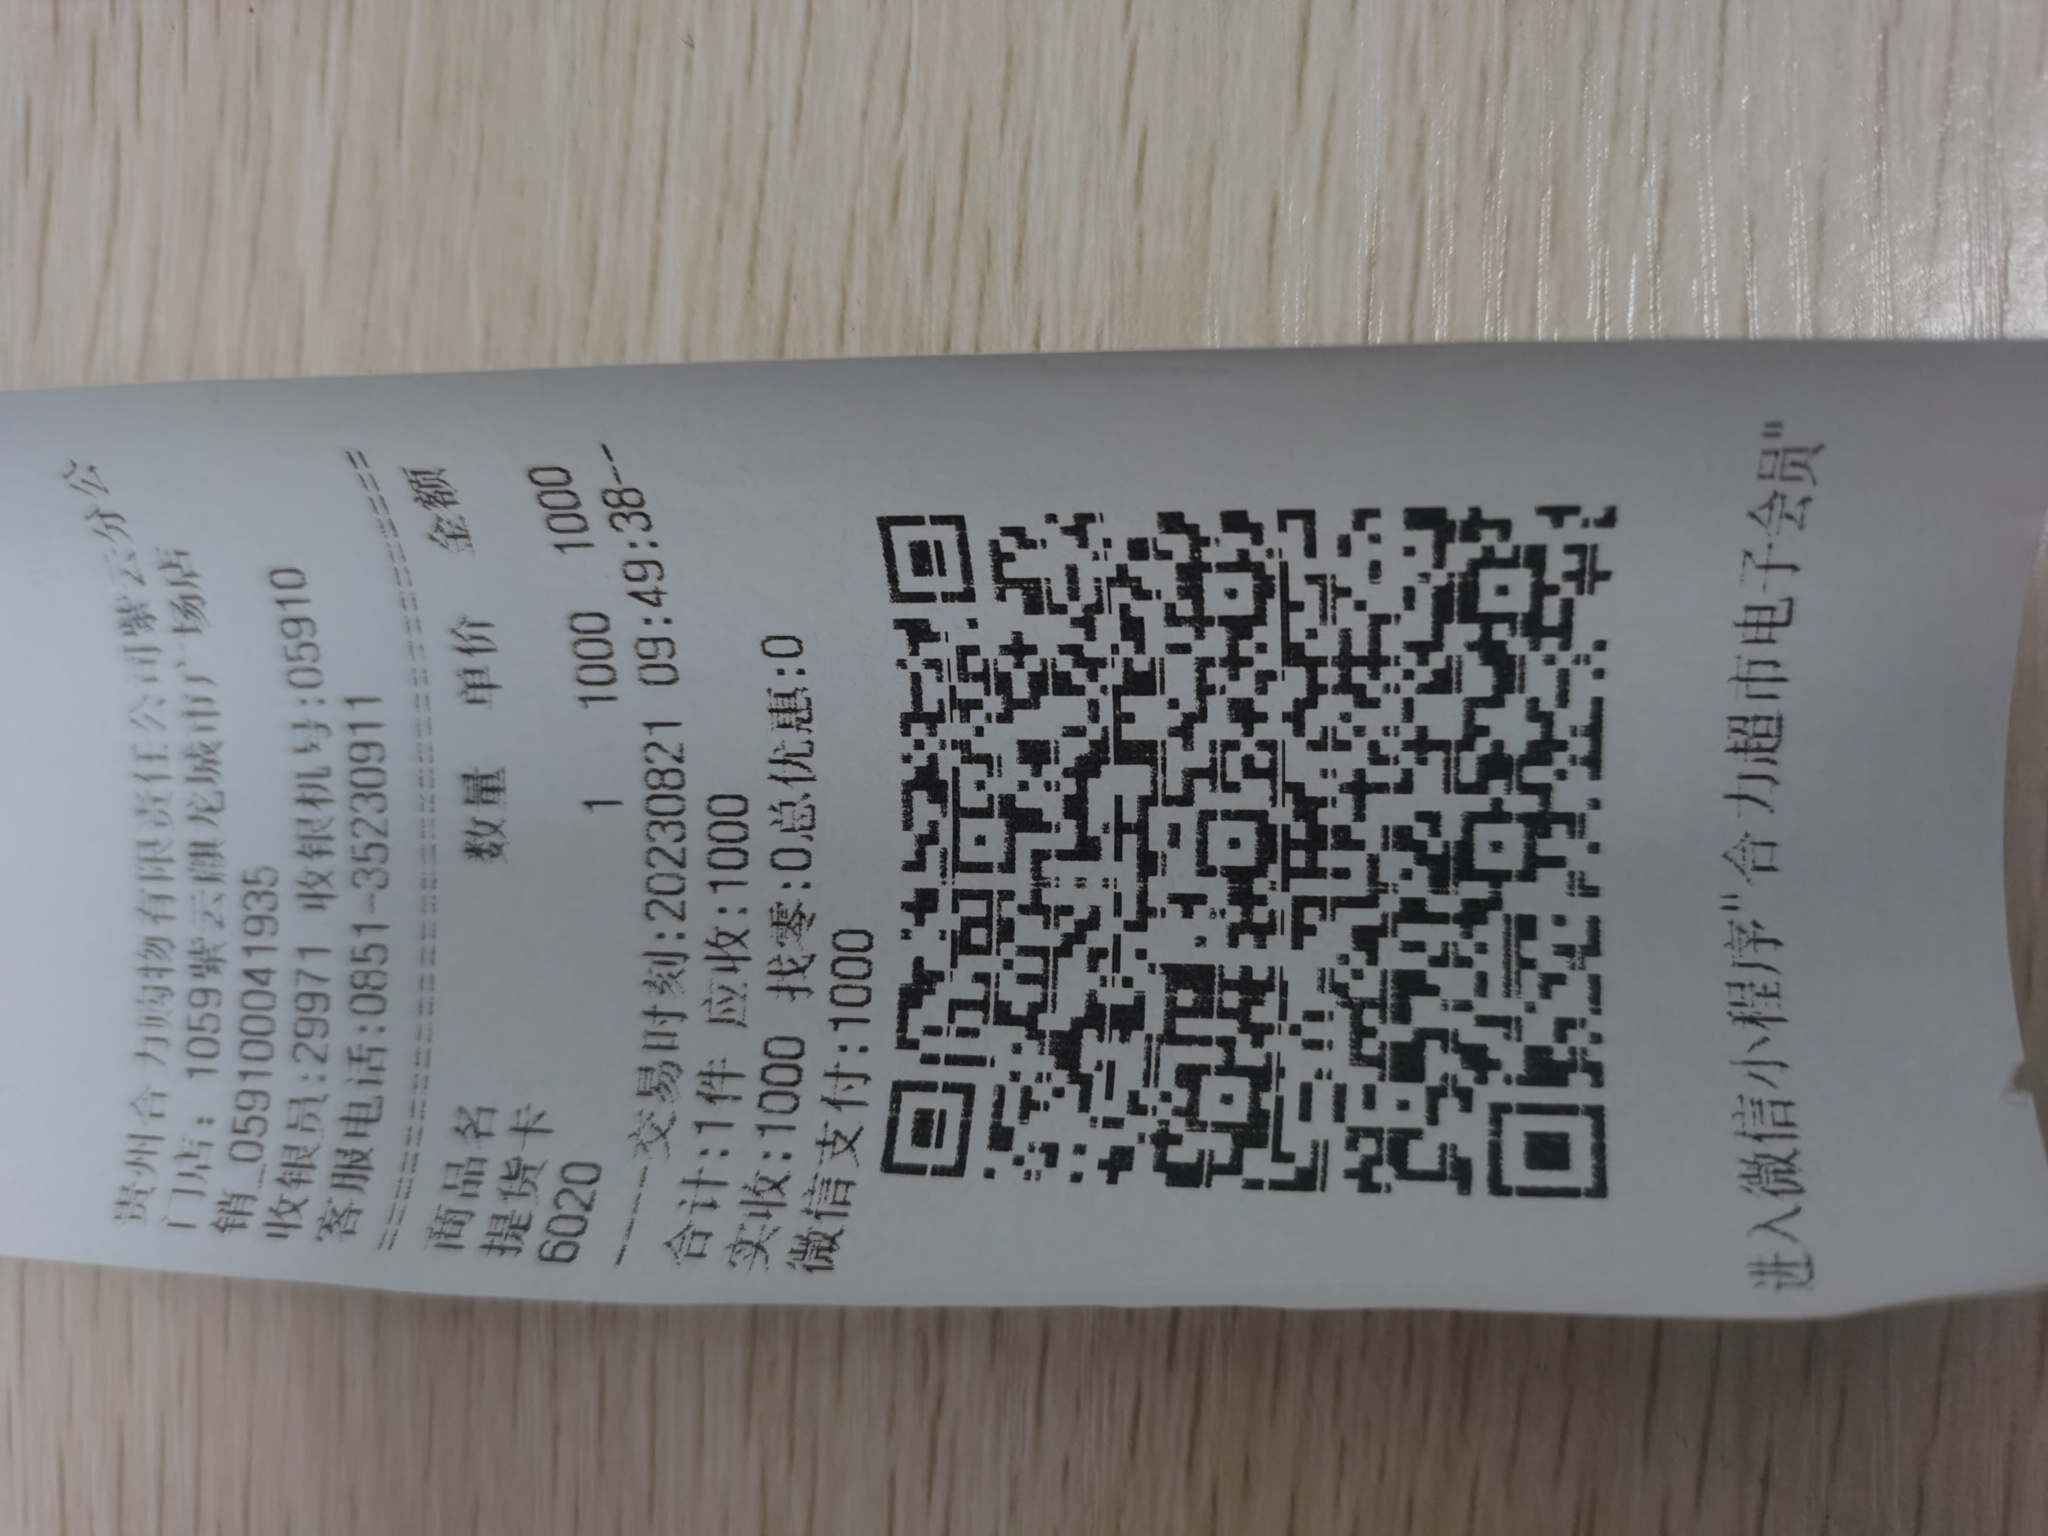 贵州合力购物有限责任公司紫云分公
门店: 1059紫云麒龙城市广场店
销_059100041935
收银员:29971 收银机号:05910
客服电话:0851-35230911
==============================
商品名 数量 单价 金额
提货卡
6020 1 1000 1000
----交易时刻:20230821 09:49:38---
合计:1件 应收:1000
实收:1000 找零:0总优惠:0
微信支付:1000
进入微信小程序"合力超市电子会员"